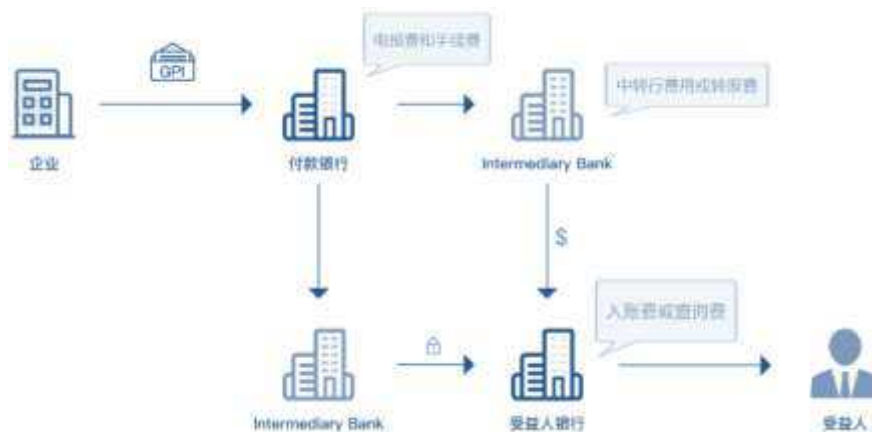 电报费和手续费
GPI
中转行费用或转报费
企业
付款银行
Intermediary Bank
$
入账费或查询费
Intermediary Bank
受益人银行
受益人